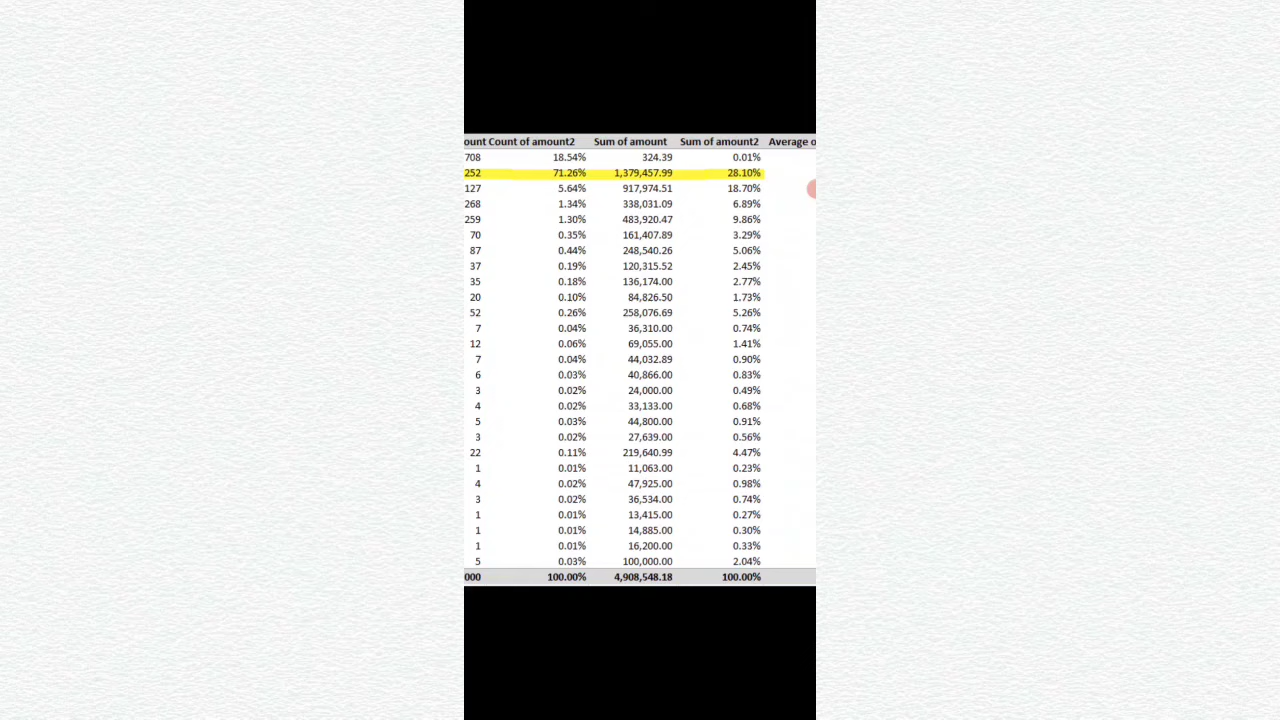 ount Count of amount2 Sum of amount Sum of amount2 Average o
708 18.54% 324.39 0.01%
252 71.26% 1,379,457.99 28.10%
127 5.64% 917,974.51 18.70%
268 1.34% 338,031.09 6.89%
259 1.30% 483,920.47 9.86%
70 0.35% 161,407.89 3.29%
87 0.44% 248,540.26 5.06%
37 0.19% 120,315.52 2.45%
35 0.18% 136,174.00 2.77%
20 0.10% 84,826.50 1.73%
52 0.26% 258,076.69 5.26%
7 0.04% 36,310.00 0.74%
12 0.06% 69,055.00 1.41%
7 0.04% 44,032.89 0.90%
6 0.03% 40,866.00 0.83%
3 0.02% 24,000.00 0.49%
4 0.02% 33,133.00 0.68%
5 0.03% 44,800.00 0.91%
3 0.02% 27,639.00 0.56%
22 0.11% 219,640.99 4.47%
1 0.01% 11,063.00 0.23%
4 0.02% 47,925.00 0.98%
3 0.02% 36,534.00 0.74%
1 0.01% 13,415.00 0.27%
1 0.01% 14,885.00 0.30%
1 0.01% 16,200.00 0.33%
5 0.03% 100,000.00 2.04%
000 100.00% 4,908,548.18 100.00%